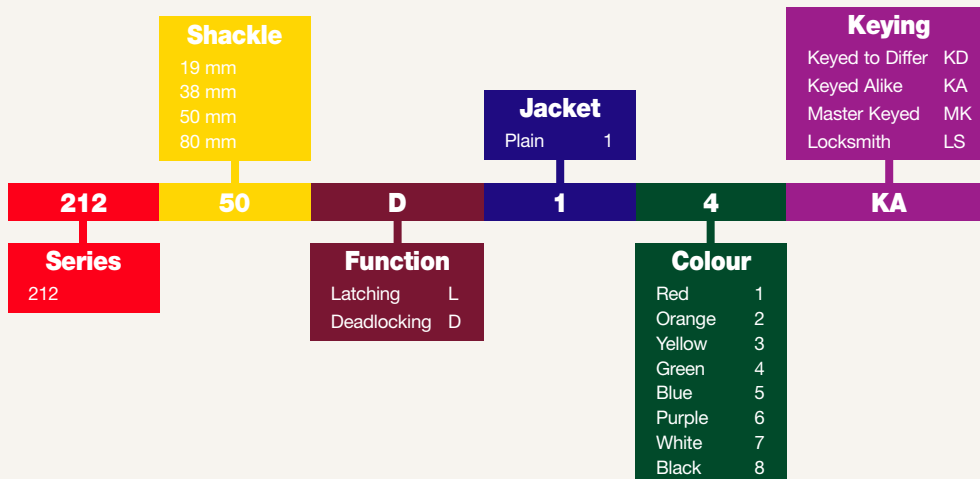 Shackle
19 mm
38 mm
50 mm
80 mm
Jacket
Plain 1
Keying
Keyed to Differ KD
Keyed Alike KA
Master Keyed MK
Locksmith LS
212 50 D 1 4 KA
Series
212
Function
Latching L
Deadlocking D
Colour
Red 1
Orange 2
Yellow 3
Green 4
Blue 5
Purple 6
White 7
Black 8